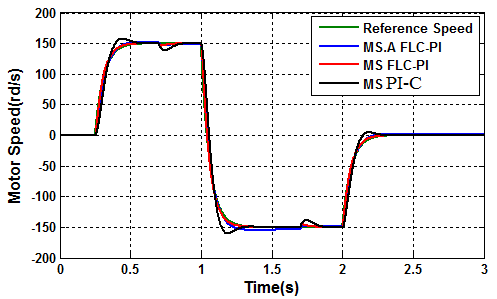 200
150
100
50
0
-50
-100
-150
-200
0
0.5
1
1.5
2
2.5
3
Motor Speed(rd/s)
Time(s)
Reference Speed
MS.A FLC-PI
MS FLC-PI
MS PI-C